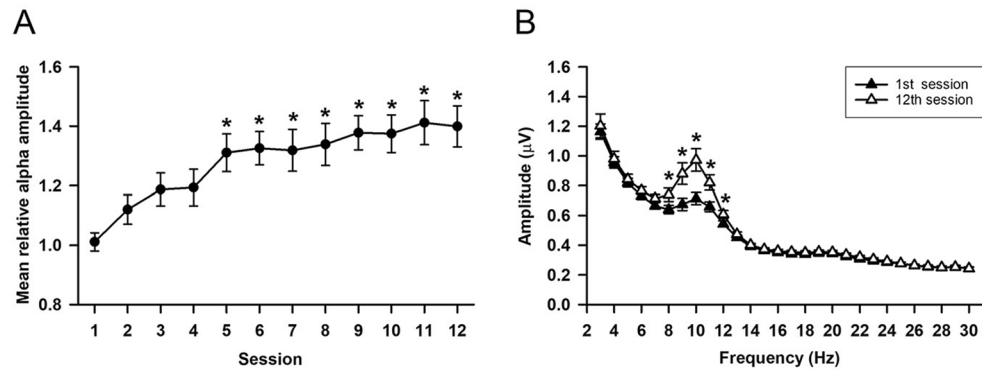 A
Mean relative alpha amplitude
1.6
1.4
1.2
1.0
0.8
* * * * * * * *
1 2 3 4 5 6 7 8 9 10 11 12
Session
B
Amplitude (μV)
1.6
1.4
1.2
1.0
0.8
0.6
0.4
0.2
0.0
1st session
12th session
* * * * *
2 4 6 8 10 12 14 16 18 20 22 24 26 28 30
Frequency (Hz)